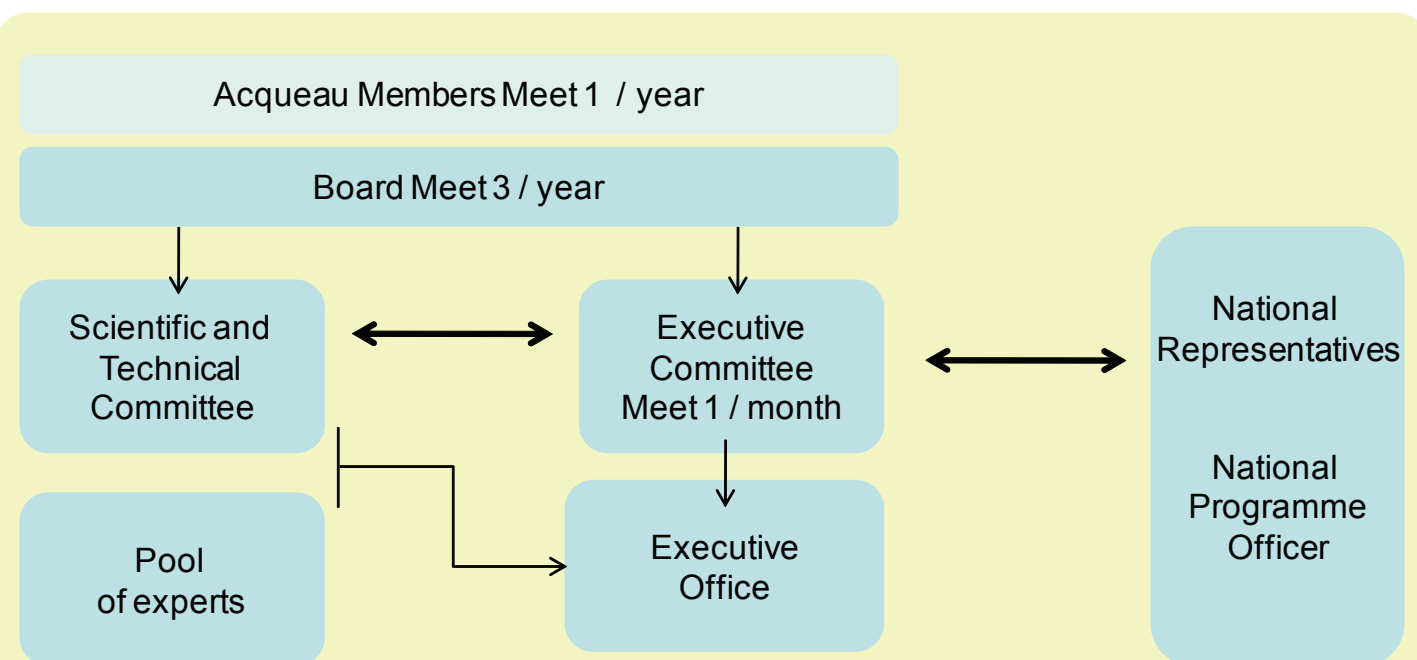 Acqueau Members Meet 1 / year
Board Meet 3 / year
Scientific and
Technical
Committee
Executive
Committee
Meet 1 / month
National
Representatives
National
Programme
Officer
Pool
of experts
Executive
Office